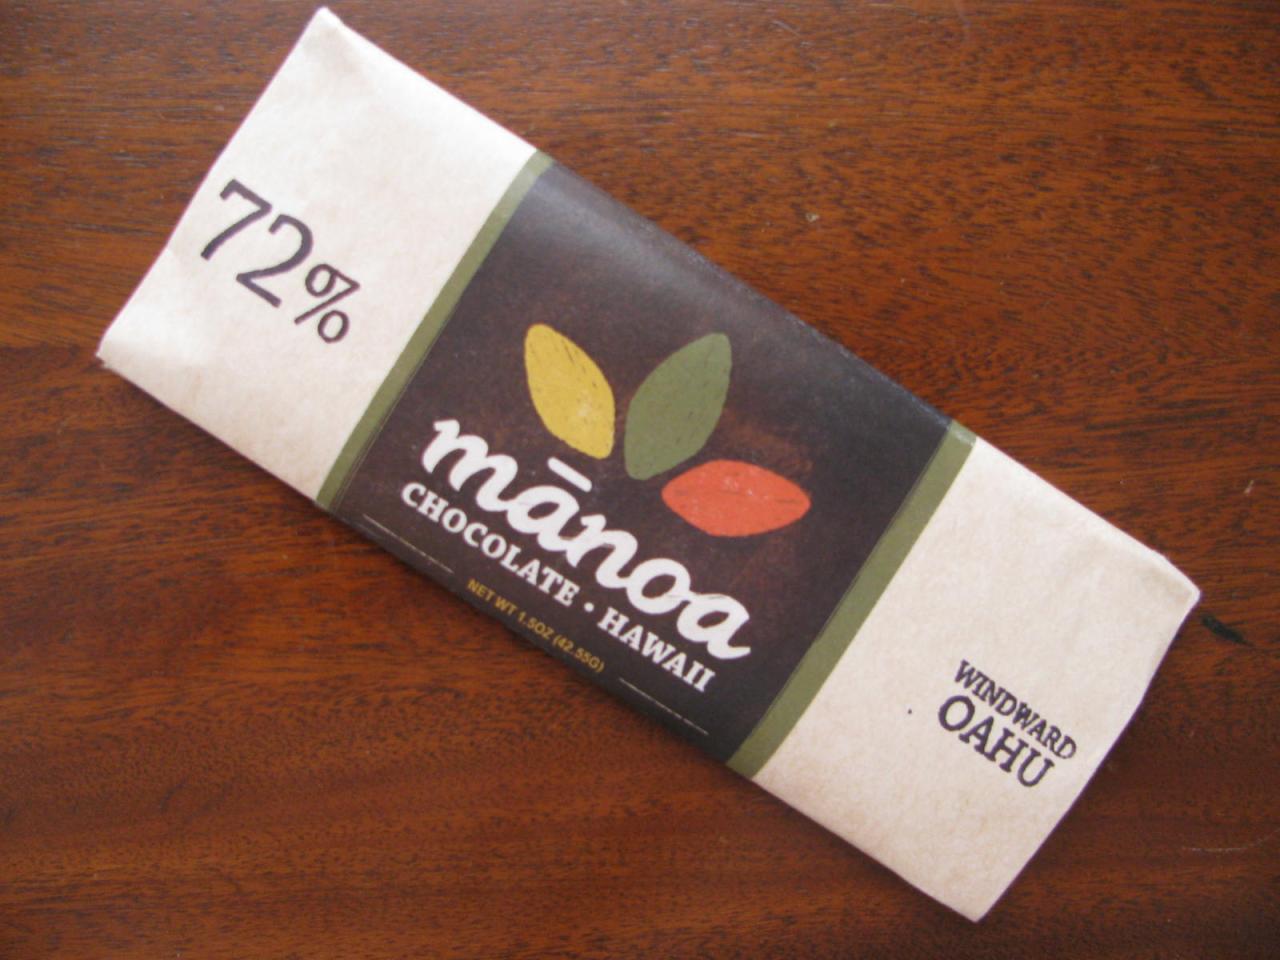 72%
mānoa
CHOCOLATE • HAWAII
NET WT 1.5OZ (42.55G)
WINDWARD
OAHU